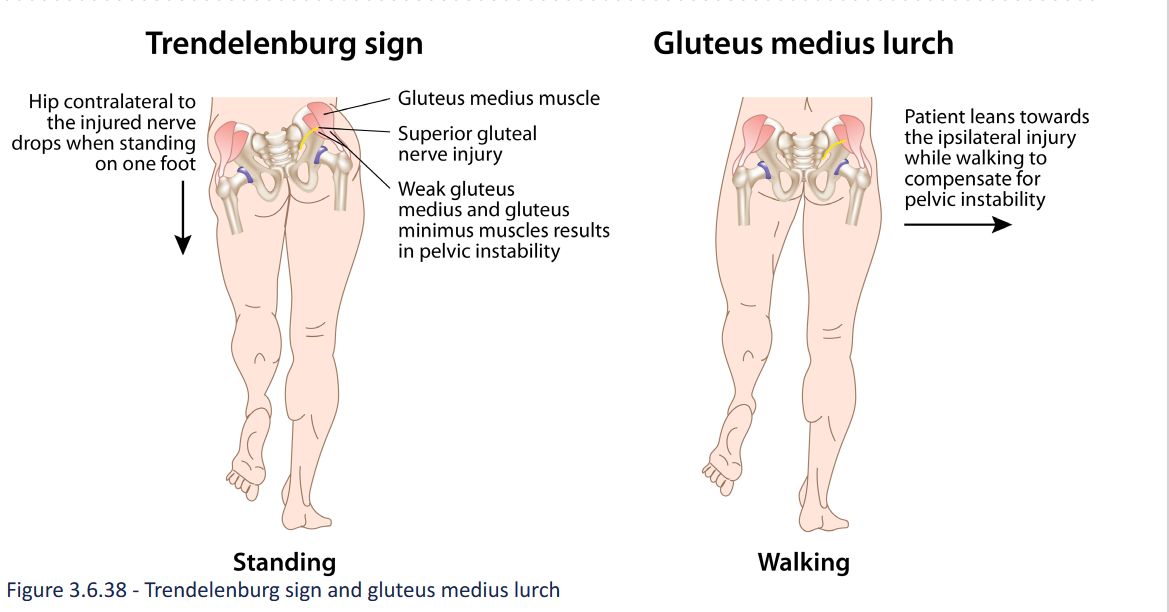 Trendelenburg sign
Hip contralateral to
the injured nerve
drops when standing
on one foot
Gluteus medius muscle
Superior gluteal
nerve injury
Weak gluteus
medius and gluteus
minimus muscles results
in pelvic instability
Standing
Gluteus medius lurch
Patient leans towards
the ipsilateral injury
while walking to
compensate for
pelvic instability
Walking
Figure 3.6.38 - Trendelenburg sign and gluteus medius lurch